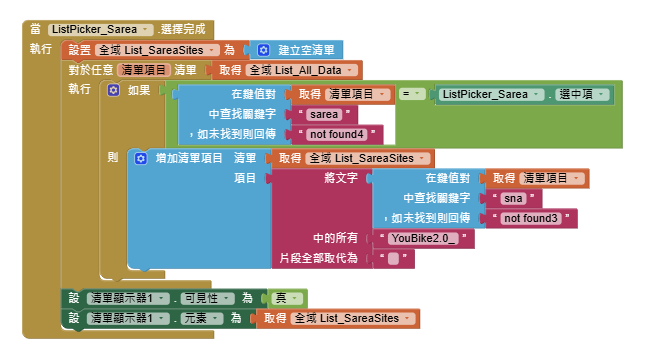 當 ListPicker_Sarea .選擇完成
執行 設置 全域 List_SareaSites 為 建立空清單
對於任意 清單項目 清單 取得 全域 List_All_Data
執行 如果 在鍵值對 取得 清單項目 = ListPicker_Sarea . 選中項
中查找關鍵字 " sarea "
,如未找到則回傳 " not found4 "
則 增加清單項目 清單 取得 全域 List_SareaSites
項目 將文字 在鍵值對 取得 清單項目
中查找關鍵字 " sna "
,如未找到則回傳 " not found3 "
中的所有 " YouBike2.0_ "
片段全部取代為 " "
設 清單顯示器1 . 可見性 為 真
設 清單顯示器1 . 元素 為 取得 全域 List_SareaSites